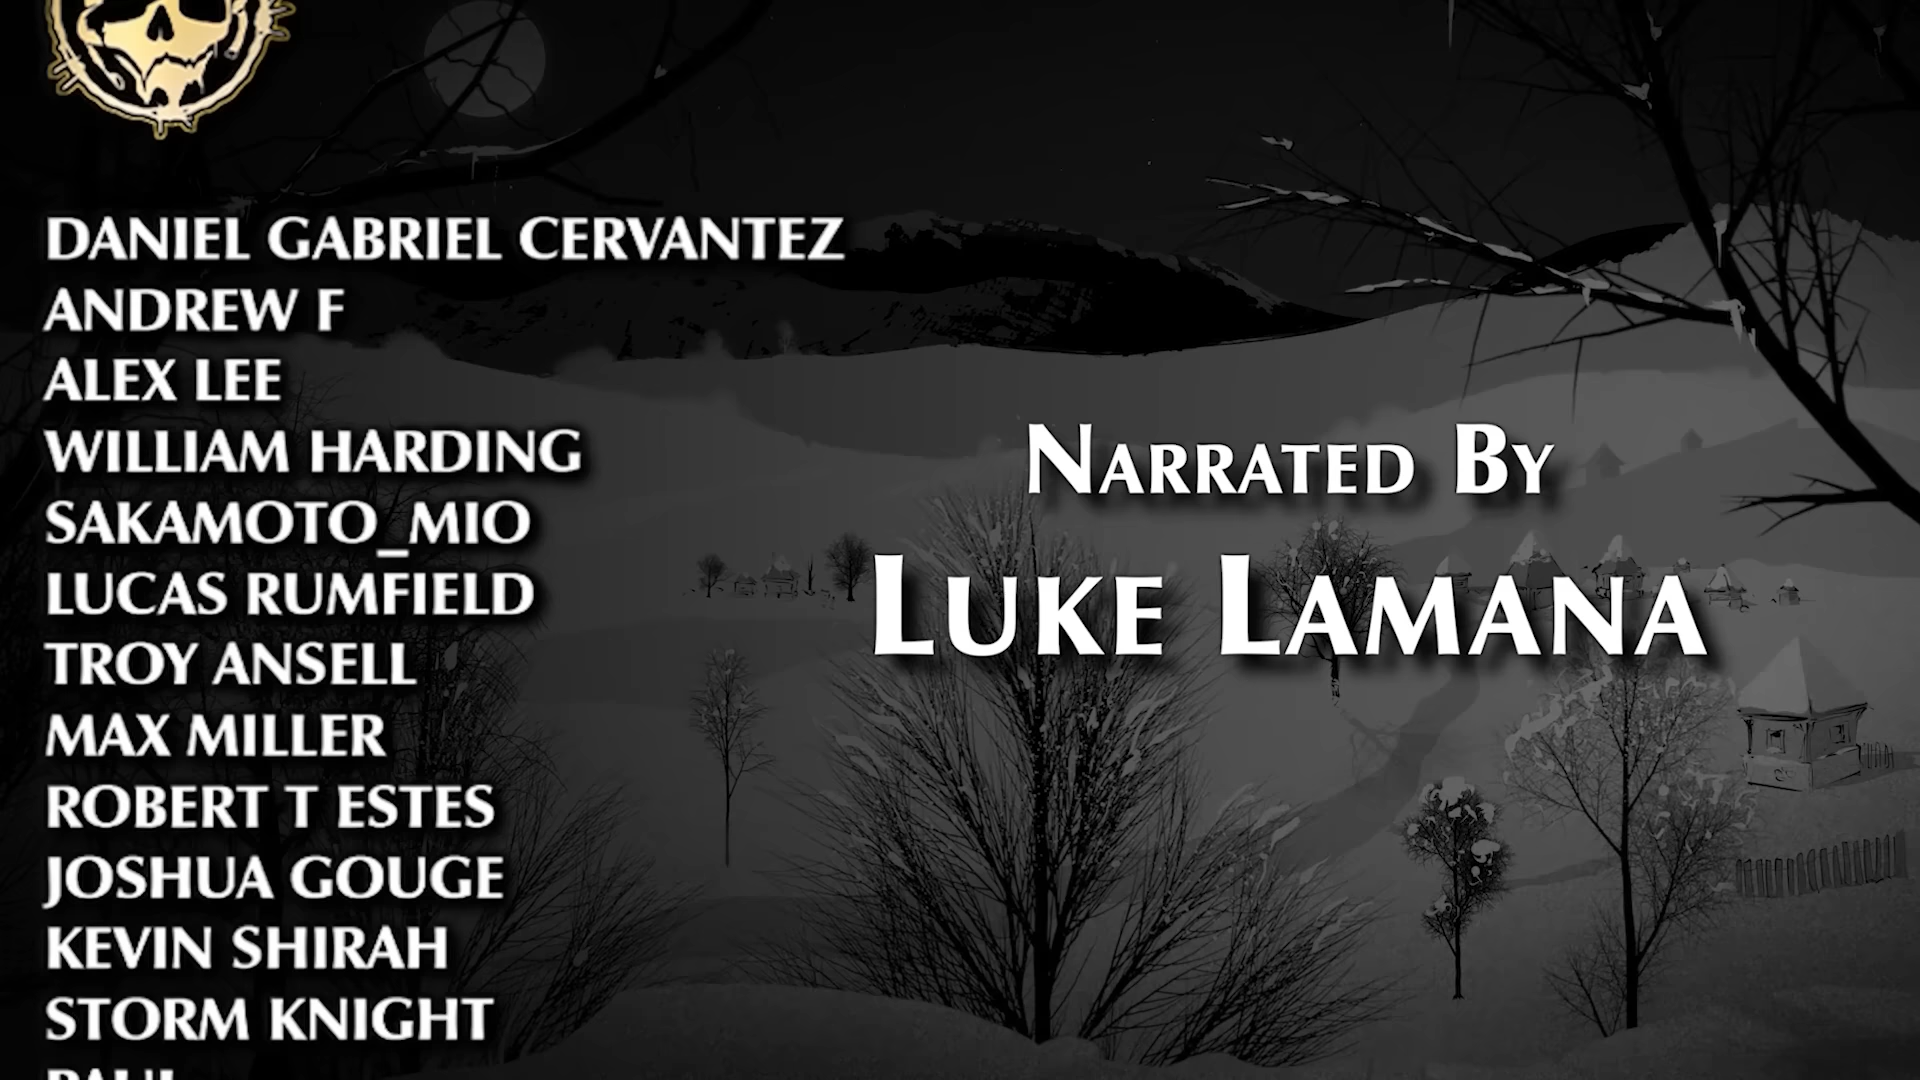 DANIEL GABRIEL CERVANTEZ
ANDREW F
ALEX LEE
WILLIAM HARDING
SAKAMOTO_MIO
LUCAS RUMFIELD
TROY ANSELL
MAX MILLER
ROBERT T ESTES
JOSHUA GOUGE
KEVIN SHIRAH
STORM KNIGHT
NARRATED BY
LUKE LAMANA